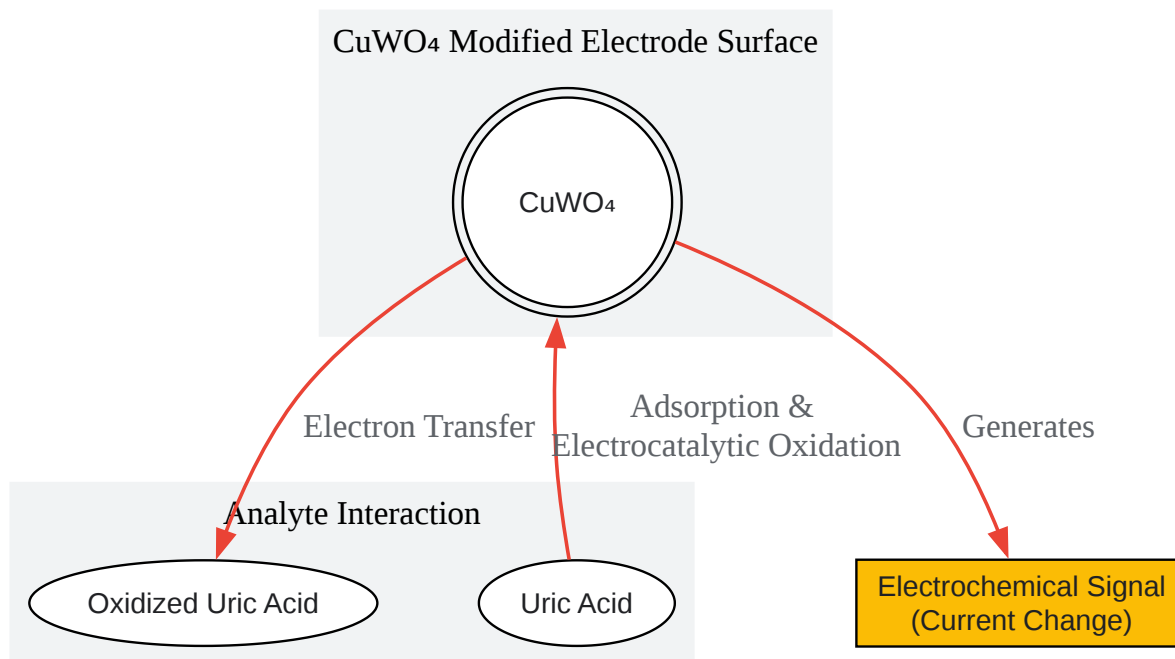 CuWO₄ Modified Electrode Surface
CuWO₄
Electron Transfer
Adsorption &
Electrocatalytic Oxidation
Generates
Analyte Interaction
Oxidized Uric Acid
Uric Acid
Electrochemical Signal
(Current Change)